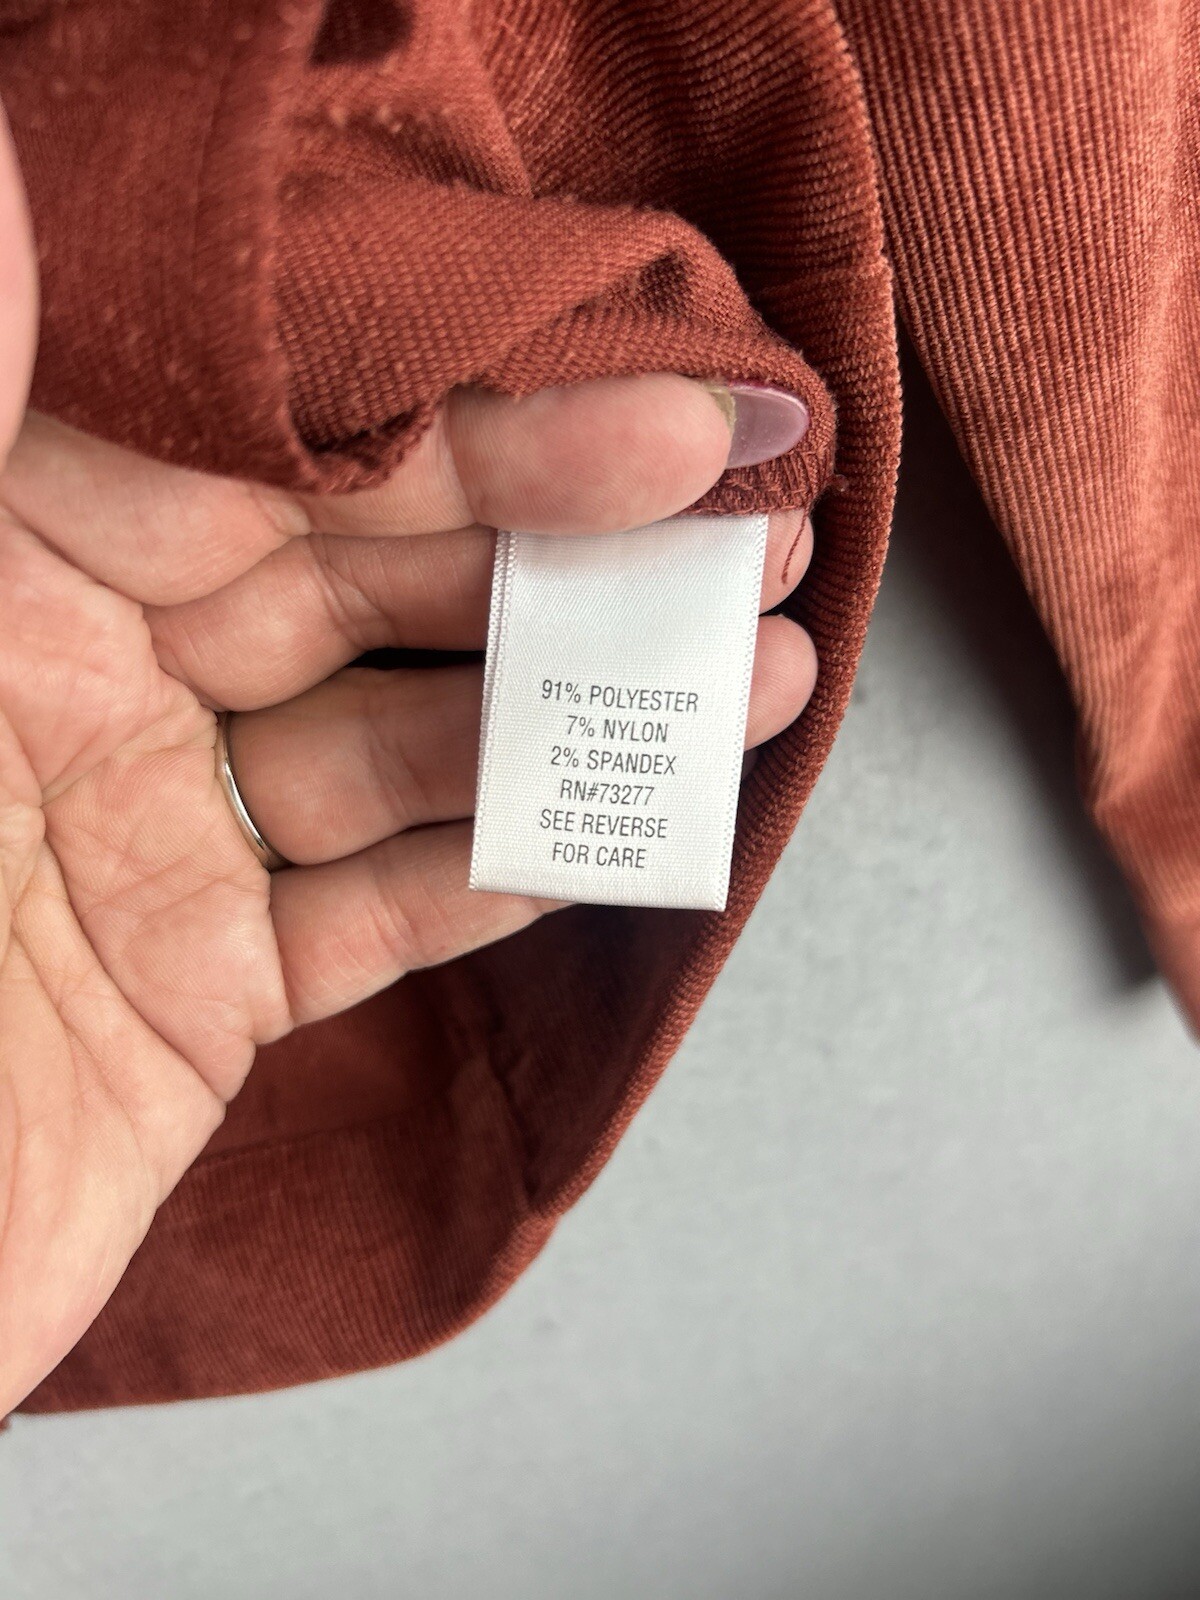 91% POLYESTER
7% NYLON
2% SPANDEX
RN#73277
SEE REVERSE
FOR CARE